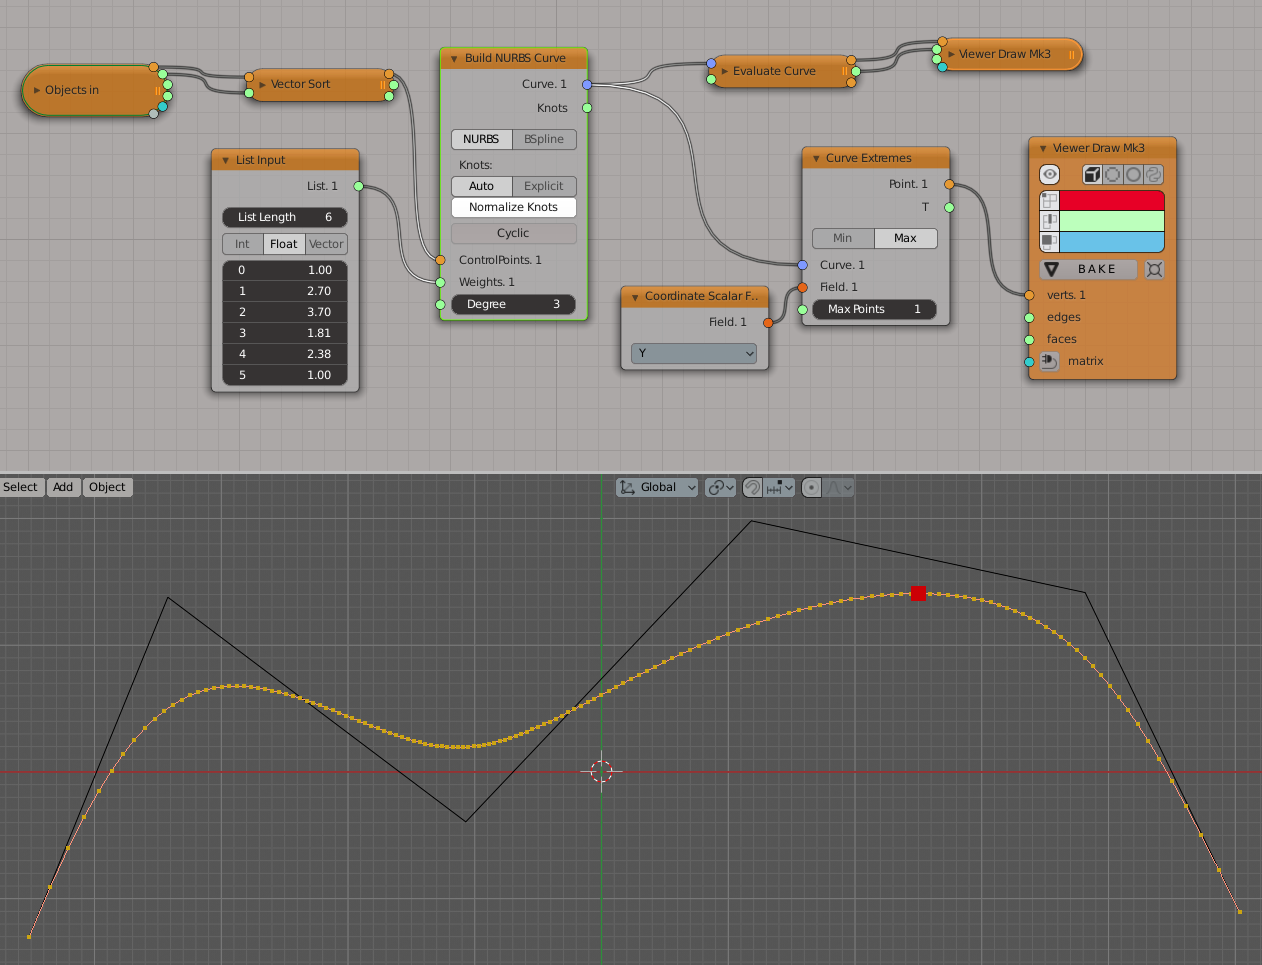 Objects in
Vector Sort
List Input
List. 1
List Length 6
Int Float Vector
0 1.00
1 2.70
2 3.70
3 1.81
4 2.38
5 1.00
Build NURBS Curve
Curve. 1
Knots
NURBS BSpline
Knots:
Auto Explicit
Normalize Knots
Cyclic
ControlPoints. 1
Weights. 1
Degree 3
Evaluate Curve
Viewer Draw Mk3
Coordinate Scalar F..
Field. 1
Y
Curve Extremes
Point. 1
T
Min Max
Curve. 1
Field. 1
Max Points 1
Viewer Draw Mk3
BAKE
verts. 1
edges
faces
matrix
Select Add Object Global